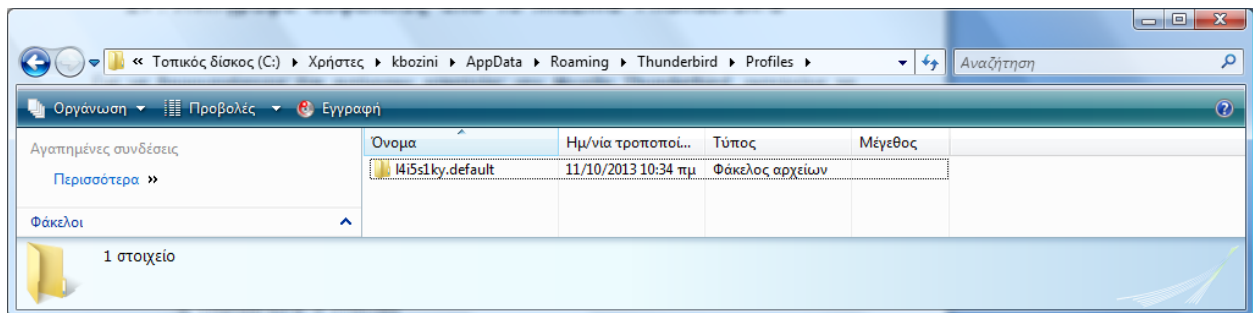 « Τοπικός δίσκος (C:) Χρήστες kbozini AppData Roaming Thunderbird Profiles Αναζήτηση
Οργάνωση Προβολές Εγγραφή
Αγαπημένες συνδέσεις
Περισσότερα »
Φάκελοι
Όνομα Ημ/νία τροποποί... Τύπος Μέγεθος
l4i5s1ky.default 11/10/2013 10:34 πμ Φάκελος αρχείων
1 στοιχείο